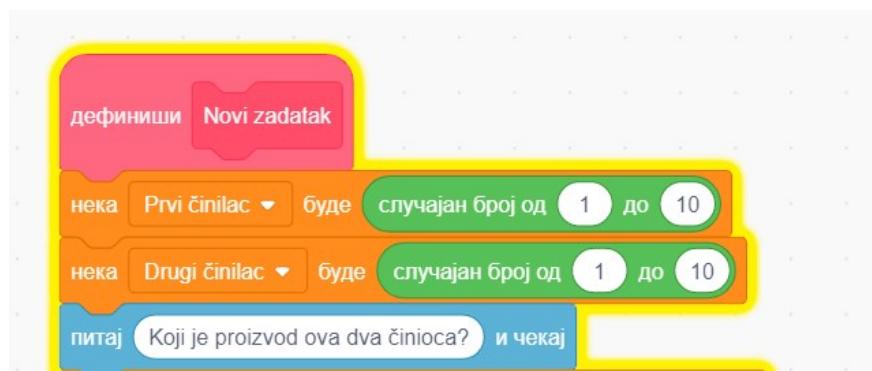 дефиниши Novi zadatak
нека Prvi činilac буде случајан број од 1 до 10
нека Drugi činilac буде случајан број од 1 до 10
питај Koji je proizvod ova dva činioca? и чекај